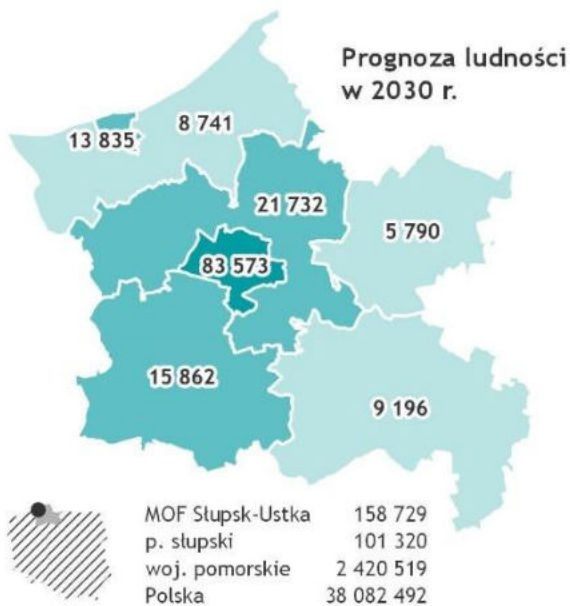 Prognoza ludności
w 2030 r.
8 741
13 835
21 732
5 790
83 573
15 862
9 196
MOF Słupsk-Ustka 158 729
p. słupski 101 320
woj. pomorskie 2 420 519
Polska 38 082 492